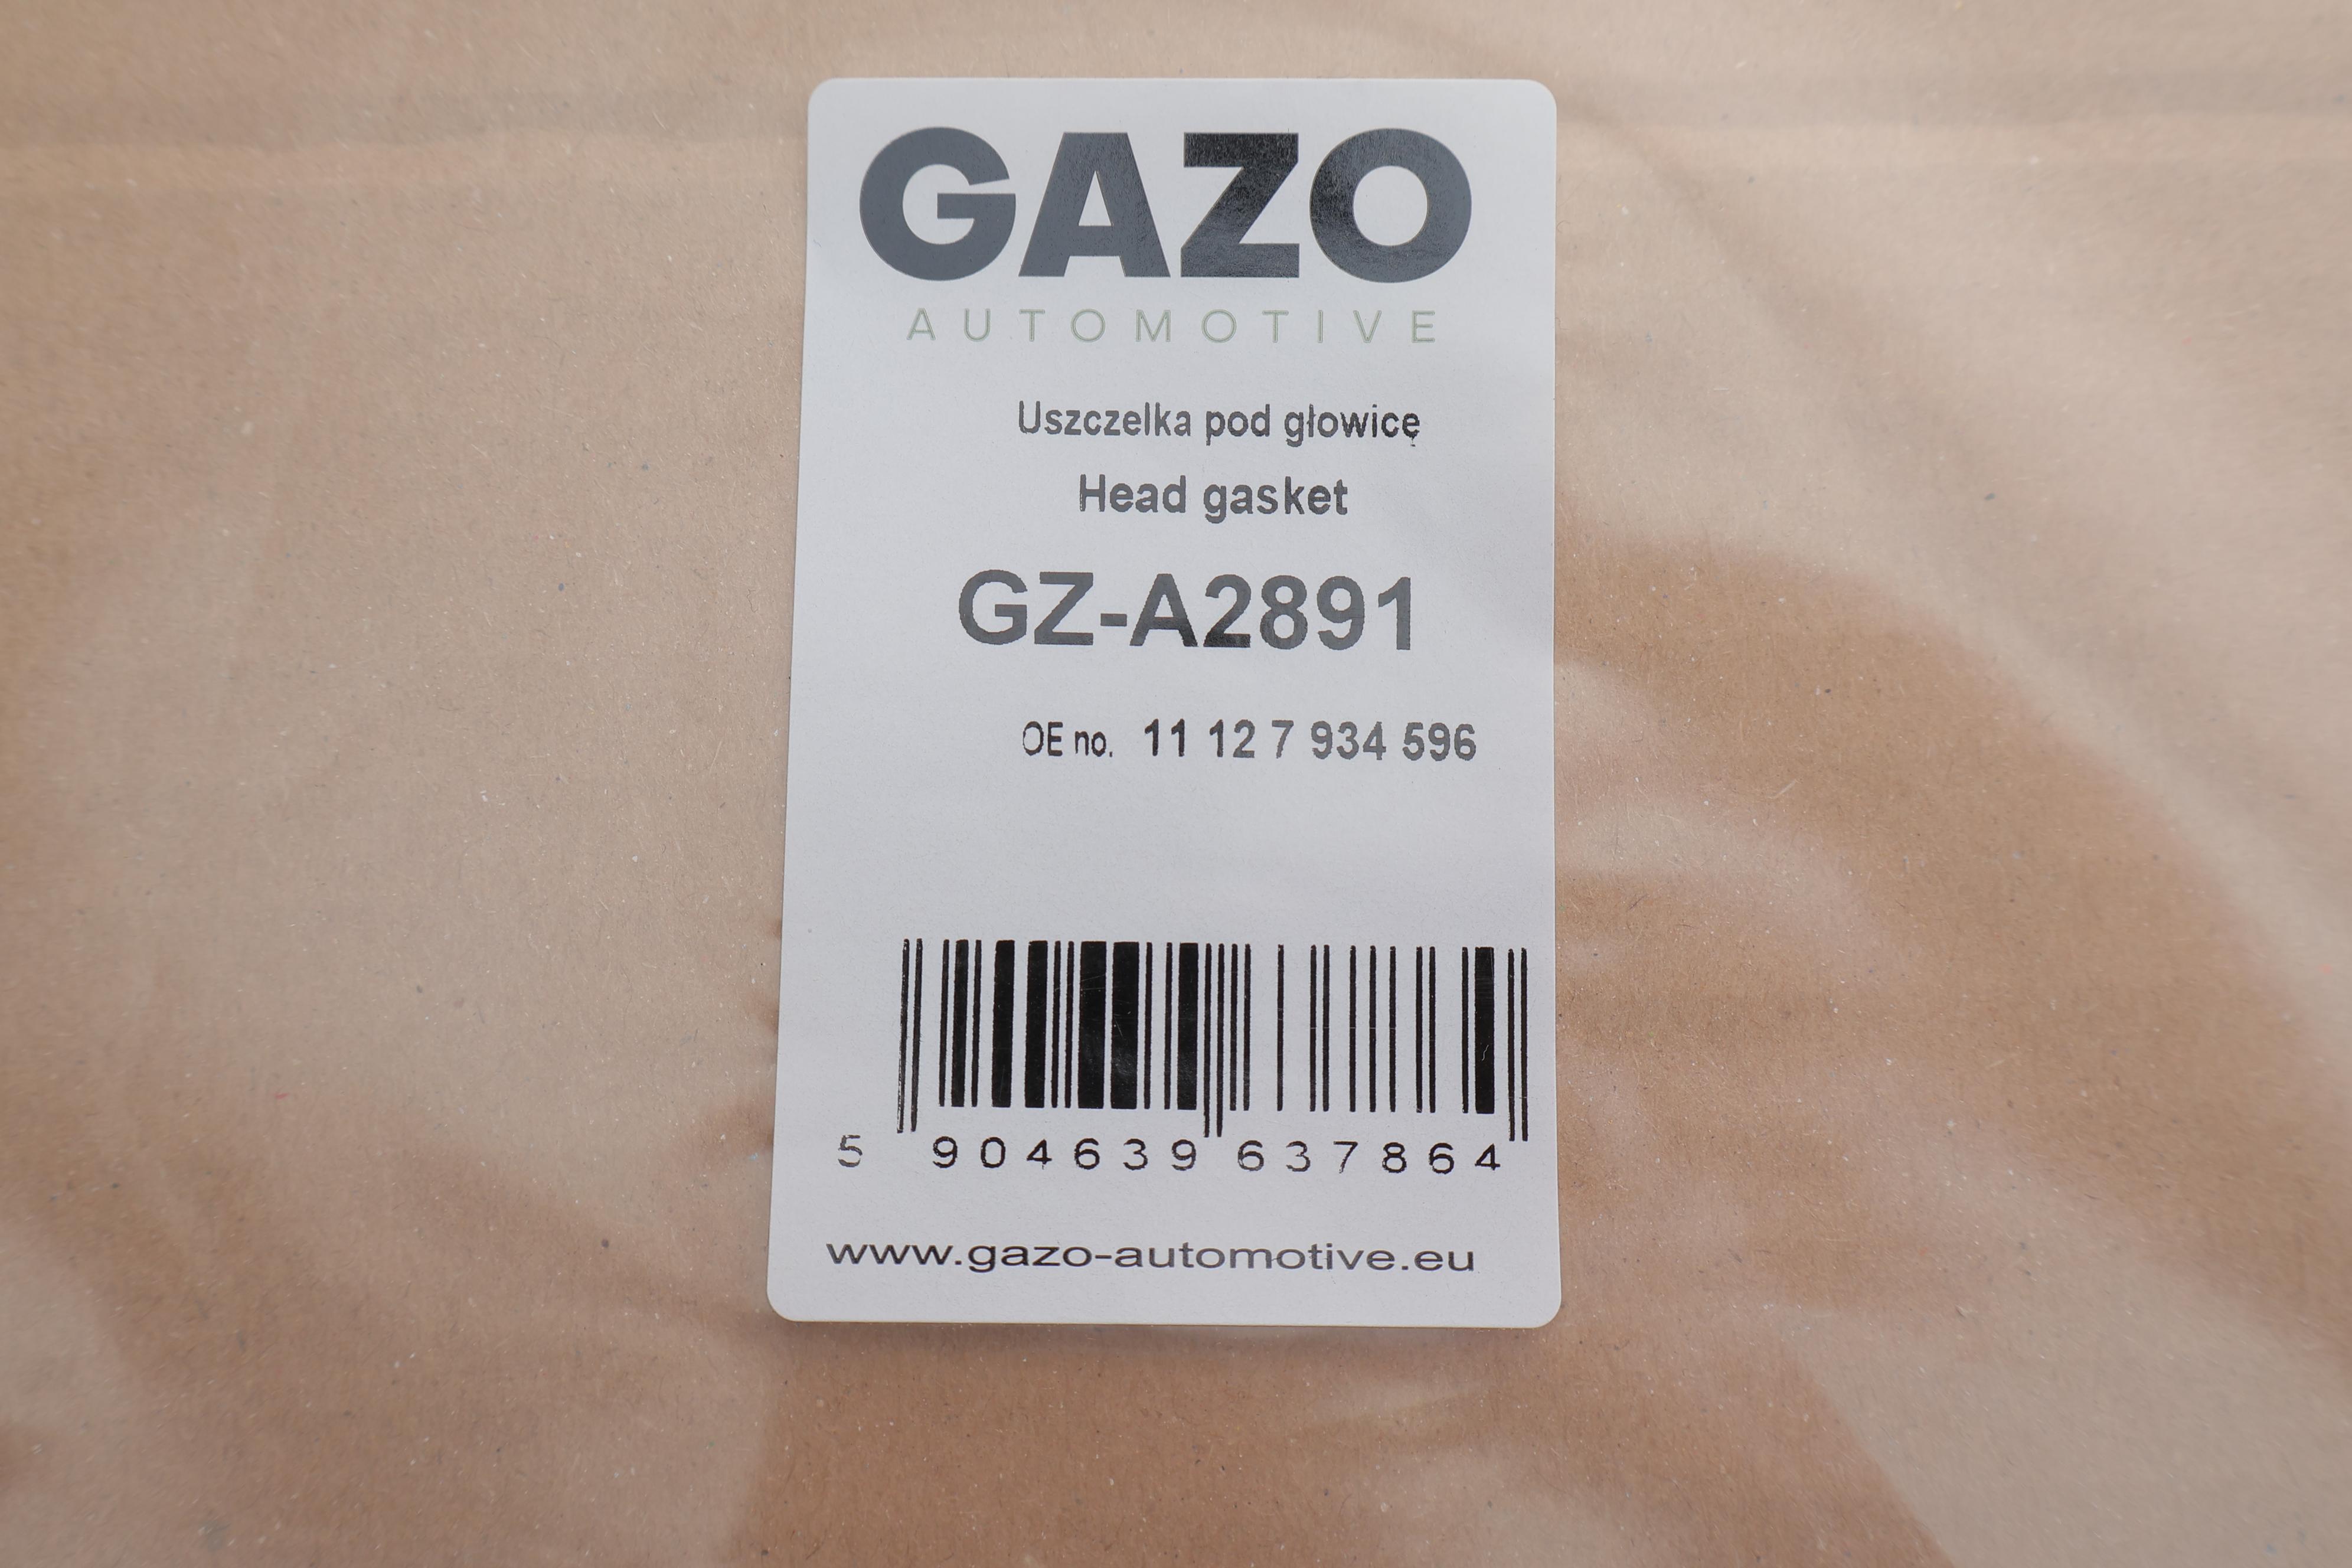 GAZO
AUTOMOTIVE
Uszczelka pod głowicę
Head gasket
GZ-A2891
OE no. 11 12 7 934 596
5 904639 637864
www.gazo-automotive.eu